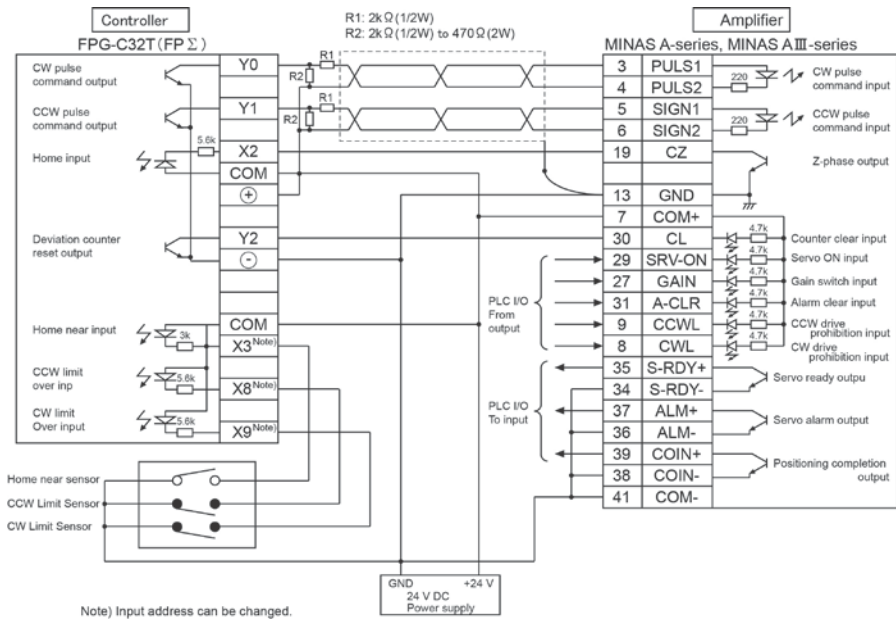 Controller
FPG-C32T(FPΣ)
R1: 2kΩ(1/2W)
R2: 2kΩ(1/2W) to 470Ω(2W)
Amplifier
MINAS A-series, MINAS AⅢ-series
CW pulse
command output
Y0
R1
R2
3 PULS1
4 PULS2
220
CW pulse
command input
CCW pulse
command output
Y1
R1
R2
5 SIGN1
6 SIGN2
220
CCW pulse
command input
Home input
5.6k
X2
COM
+
19 CZ
Z-phase output
13 GND
7 COM+
Deviation counter
reset output
Y2
-
30 CL
4.7k
Counter clear input
29 SRV-ON
4.7k
Servo ON input
27 GAIN
4.7k
Gain switch input
31 A-CLR
4.7k
Alarm clear input
9 CCWL
4.7k
CCW drive
prohibition input
8 CWL
4.7k
CW drive
prohibition input
PLC I/O
From
output
Home near input
COM
3k
X3 Note)
CCW limit
over inp
5.6k
X8 Note)
CW limit
Over input
5.6k
X9 Note)
35 S-RDY+
34 S-RDY-
Servo ready outpu
37 ALM+
36 ALM-
Servo alarm output
39 COIN+
38 COIN-
Positioning completion
output
41 COM-
PLC I/O
To input
Home near sensor
CCW Limit Sensor
CW Limit Sensor
GND +24 V
24 V DC
Power supply
Note) Input address can be changed.